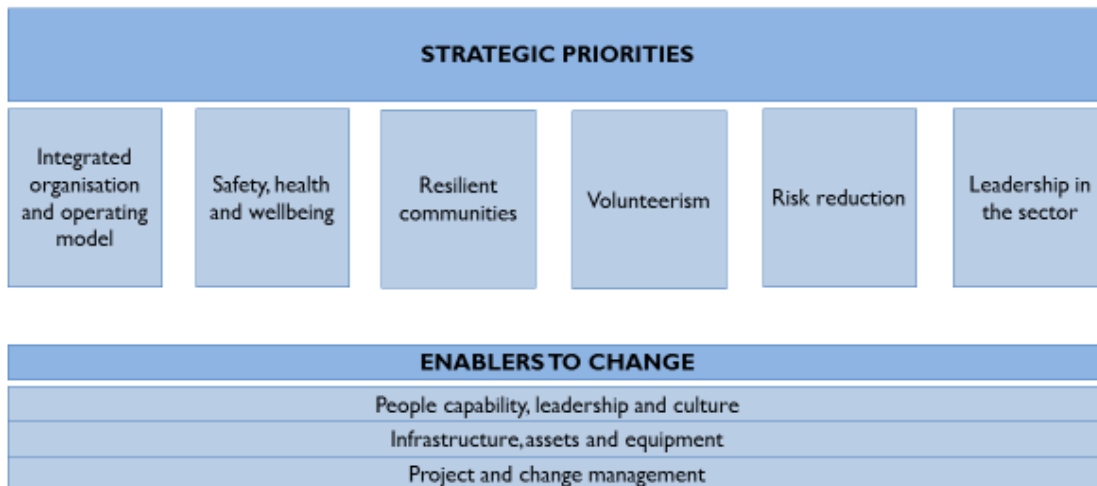 STRATEGIC PRIORITIES
Integrated
organisation
and operating
model
Safety, health
and wellbeing
Resilient
communities
Volunteerism
Risk reduction
Leadership in
the sector
ENABLERS TO CHANGE
People capability, leadership and culture
Infrastructure, assets and equipment
Project and change management